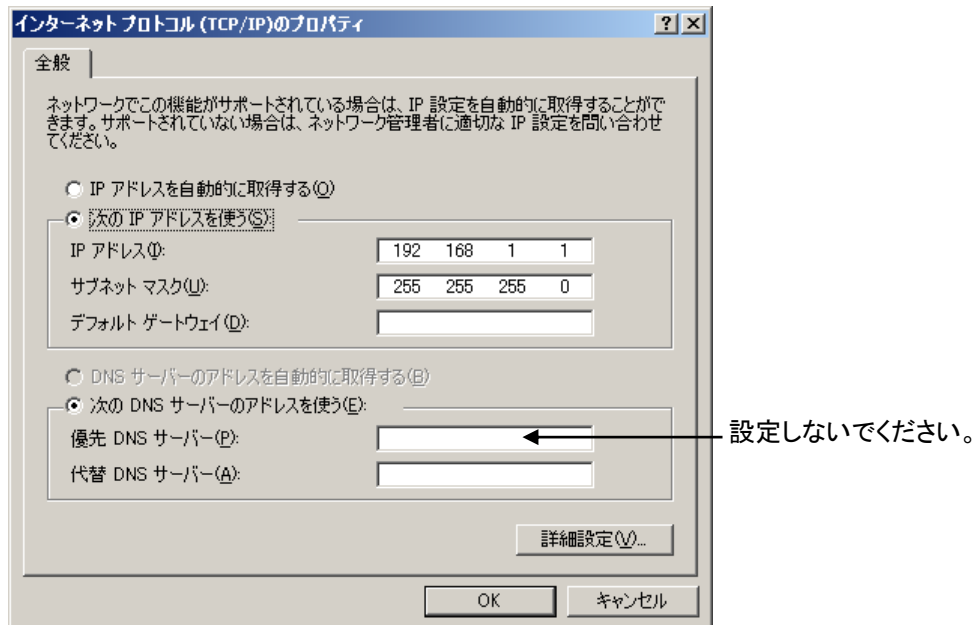 インターネット プロトコル (TCP/IP)のプロパティ
全般
ネットワークでこの機能がサポートされている場合は、IP 設定を自動的に取得することがで
きます。サポートされていない場合は、ネットワーク管理者に適切な IP 設定を問い合わせ
てください。
IP アドレスを自動的に取得する(O)
次の IP アドレスを使う(S):
IP アドレス(I): 192 168 1 1
サブネット マスク(U): 255 255 255 0
デフォルト ゲートウェイ(D):
DNS サーバーのアドレスを自動的に取得する(B)
次の DNS サーバーのアドレスを使う(E):
優先 DNS サーバー(P):
設定しないでください。
代替 DNS サーバー(A):
詳細設定(V)...
OK キャンセル